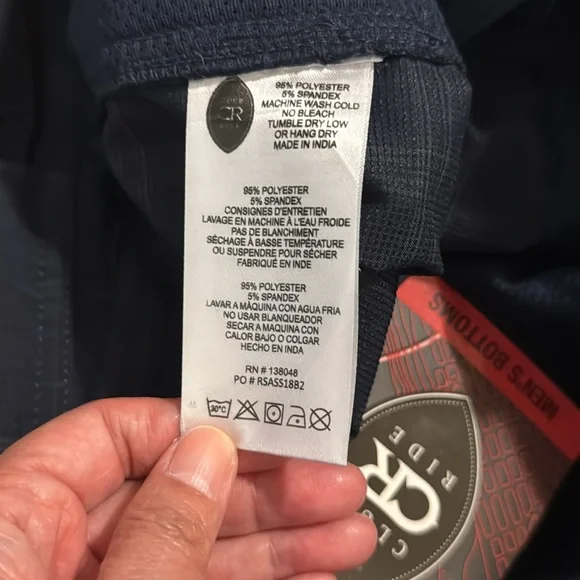 95% POLYESTER
5% SPANDEX
MACHINE WASH COLD
NO BLEACH
TUMBLE DRY LOW
OR HANG DRY
MADE IN INDIA
CR
95% POLYESTER
5% SPANDEX
CONSIGNES D'ENTRETIEN
LAVAGE EN MACHINE À L'EAU FROIDE
PAS DE BLANCHIMENT
SÉCHAGE À BASSE TEMPÉRATURE
OU SUSPENDRE POUR SÉCHER
FABRIQUÉ EN INDE
95% POLYESTER
5% SPANDEX
LAVAR A MÀQUINA CON AGUA FRIA
NO USAR BLANQUEADOR
SECAR A MAQUINA CON
CALOR BAJO O COLGAR
HECHO EN INDIA
RN # 138048
PO # RSASS18B2
30°C
MEN'S BOTTOMS
CR
RIDE